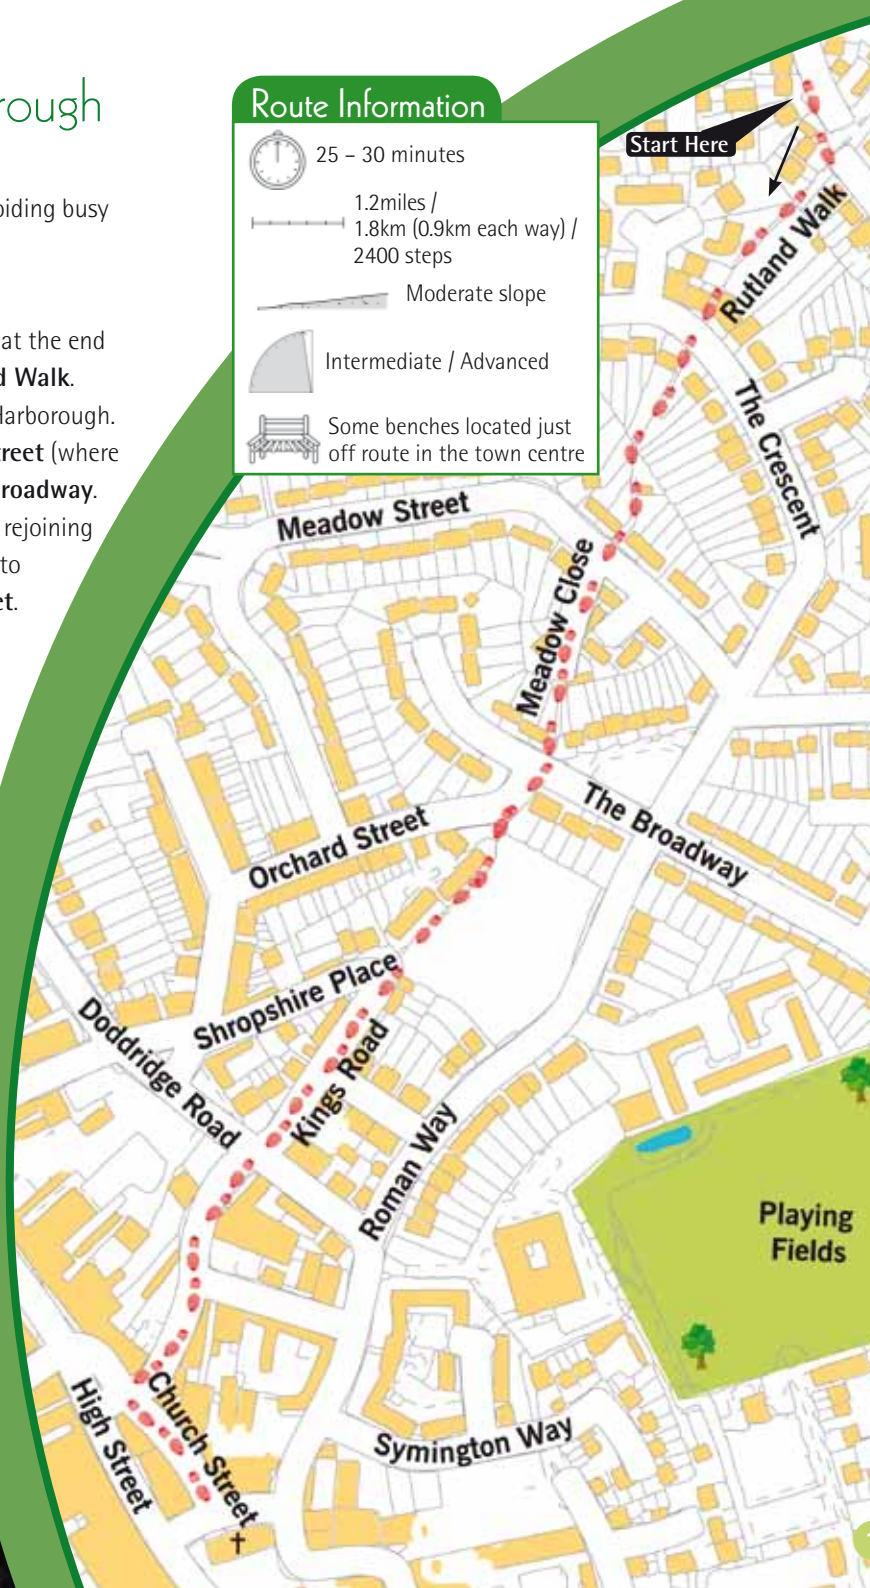 rough
oiding busy
at the end
d Walk.
Harborough.
treet (where
roadway.
rejoining
to
et.
Route Information
25 – 30 minutes
1.2miles /
1.8km (0.9km each way) /
2400 steps
Moderate slope
Intermediate / Advanced
Some benches located just
off route in the town centre
Start Here
Rutland Walk
The Crescent
Meadow Street
Meadow Close
The Broadway
Orchard Street
Shropshire Place
Doddridge Road
Kings Road
Roman Way
Playing
Fields
High Street
Church Street
Symington Way